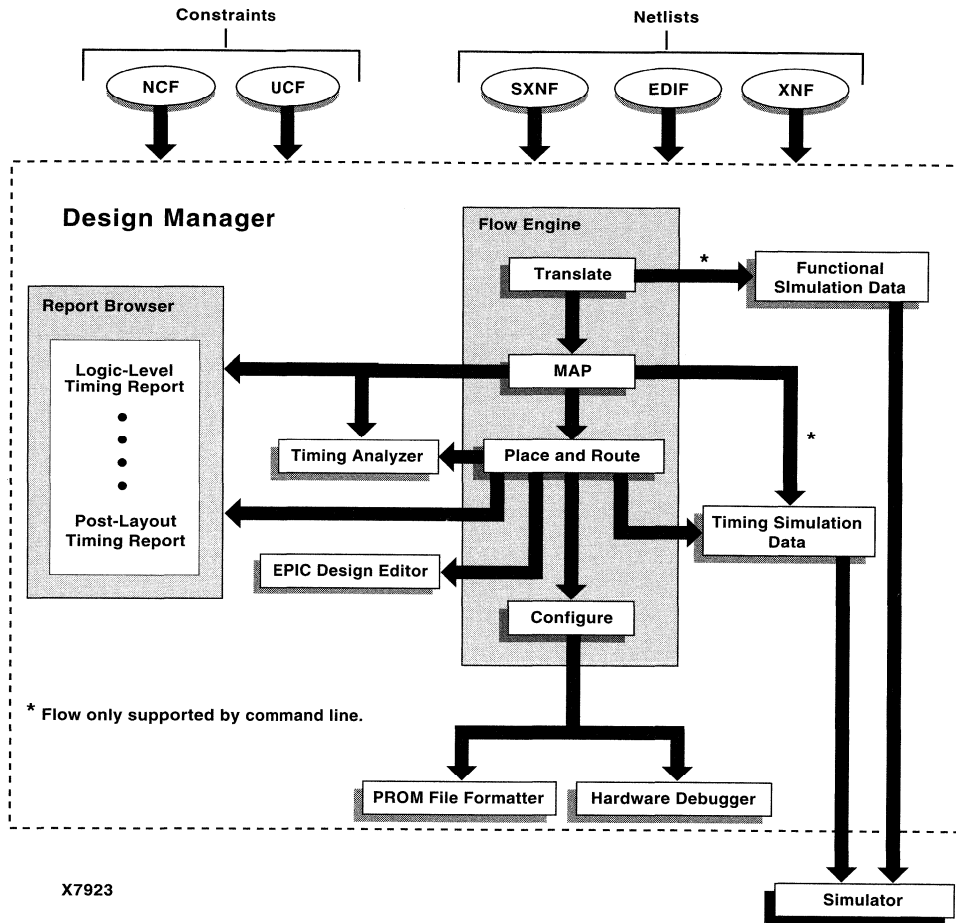 Constraints
Netlists
NCF
UCF
SXNF
EDIF
XNF
Design Manager
Flow Engine
Translate
*
Functional
SImulation Data
Report Browser
Logic-Level
Timing Report
MAP
*
Timing Analyzer
Place and Route
Post-Layout
Timing Report
Timing Simulation
Data
EPIC Design Editor
Configure
* Flow only supported by command line.
PROM File Formatter
Hardware Debugger
X7923
Simulator